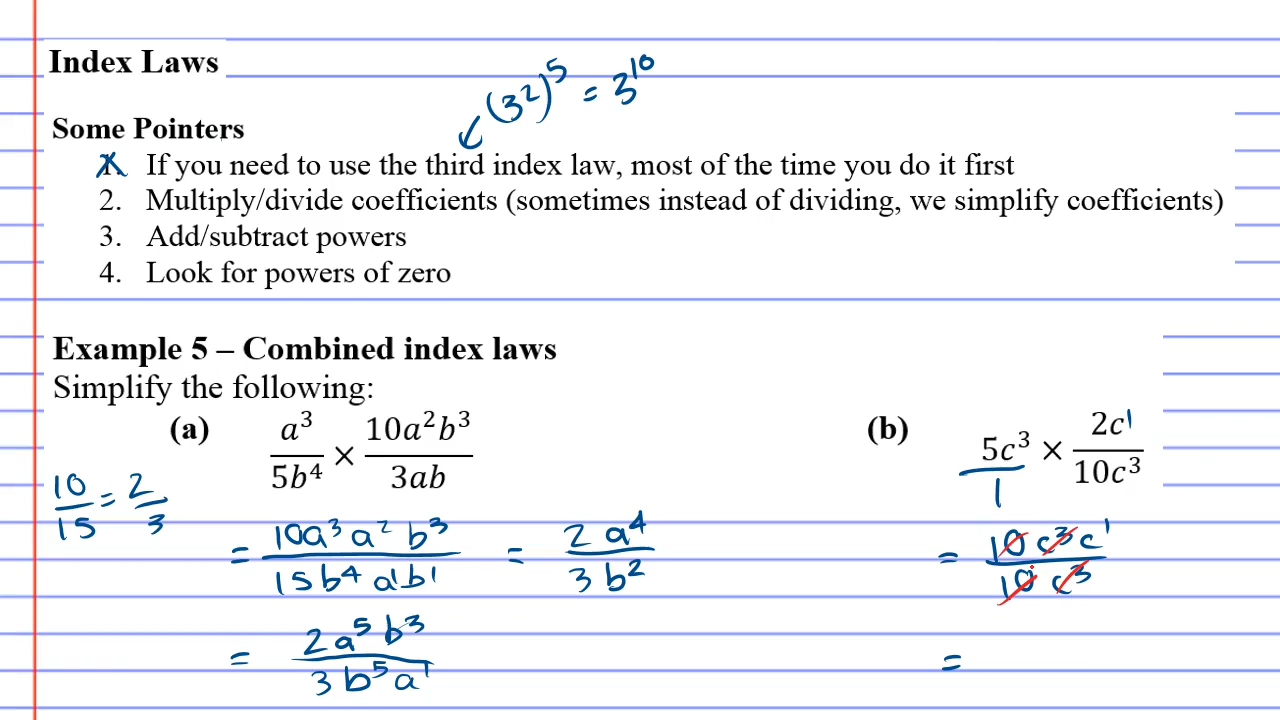 Index Laws
(3²)⁵ = 3¹⁰
Some Pointers
1. If you need to use the third index law, most of the time you do it first
2. Multiply/divide coefficients (sometimes instead of dividing, we simplify coefficients)
3. Add/subtract powers
4. Look for powers of zero
Example 5 – Combined index laws
Simplify the following:
(a) a³/5b⁴ × 10a²b³/3ab
10/15 = 2/3
= 10a³a²b³/15b⁴a¹b¹ = 2a⁴/3b²
= 2a⁵b³/3b⁵a¹
(b) 5c³/1 × 2c¹/10c³
= 10c³c¹/10c³
=